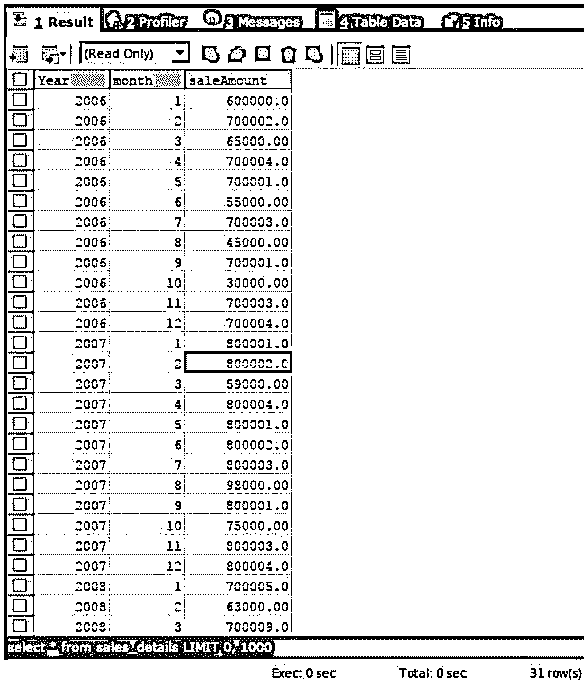 1 Result 2 Profiler 3 Messages 4 Table Data 5 Info
(Read Only)
Year month saleAmount
2006 1 600000.0
2006 2 700002.0
2006 3 65000.00
2006 4 700004.0
2006 5 700001.0
2006 6 55000.00
2006 7 700003.0
2006 8 45000.00
2006 9 700001.0
2006 10 30000.00
2006 11 700003.0
2006 12 700004.0
2007 1 800001.0
2007 2 800002.0
2007 3 59000.00
2007 4 800004.0
2007 5 800001.0
2007 6 800002.0
2007 7 800003.0
2007 8 98000.00
2007 9 800001.0
2007 10 75000.00
2007 11 900003.0
2007 12 800004.0
2008 1 700005.0
2008 2 63000.00
2008 3 700009.0
select * from sales_details LIMIT 0, 1000
Exec: 0 sec Total: 0 sec 31 row(s)